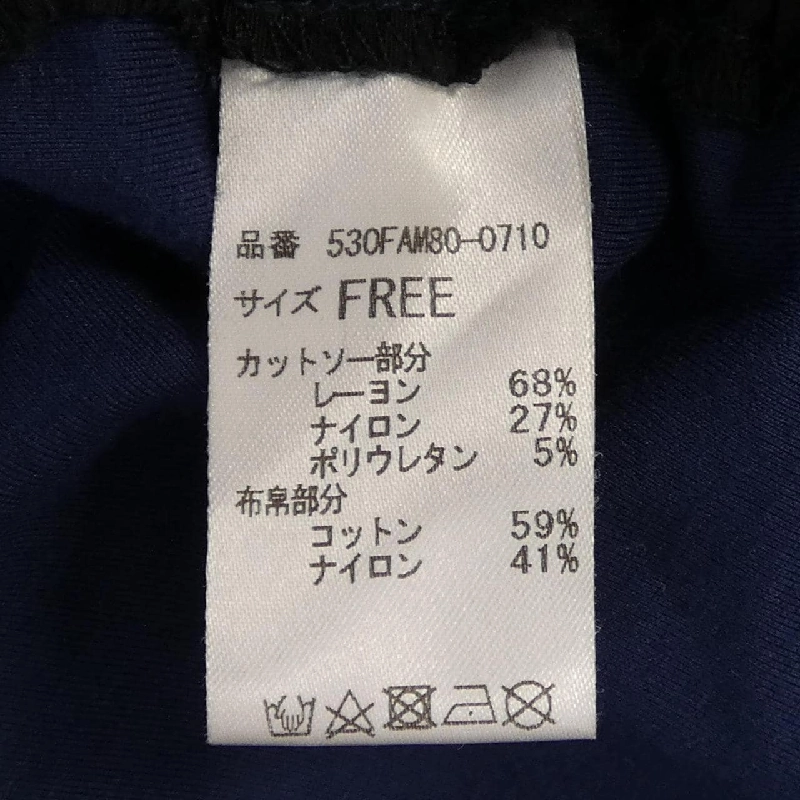 品番 530FAM80-0710
サイズ FREE
カットソー部分
レーヨン 68%
ナイロン 27%
ポリウレタン 5%
布帛部分
コットン 59%
ナイロン 41%